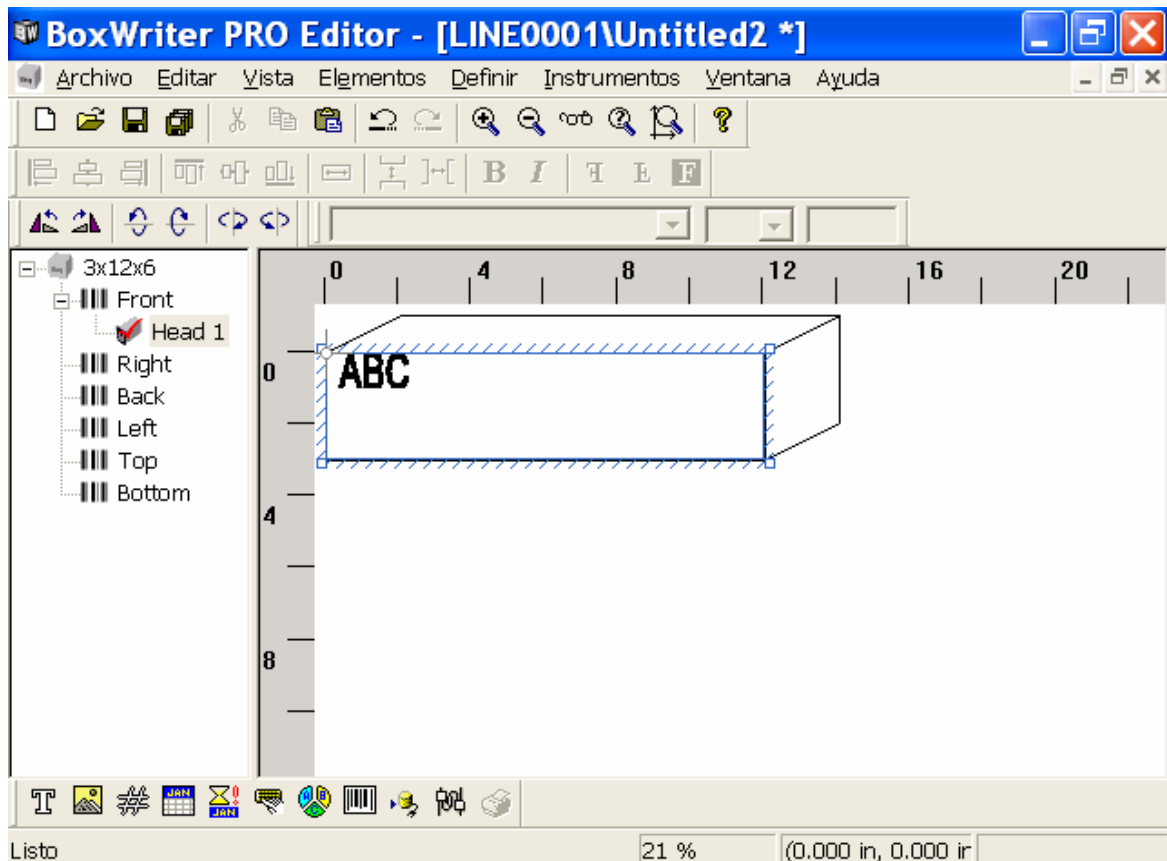 BoxWriter PRO Editor - [LINE0001\Untitled2 *]
Archivo Editar Vista Elementos Definir Instrumentos Ventana Ayuda
B I F E F
3x12x6
Front
Head 1
Right
Back
Left
Top
Bottom
0 4 8 12 16 20
0
4
8
ABC
T JAN JAN A B
Listo 21 % (0.000 in, 0.000 ir